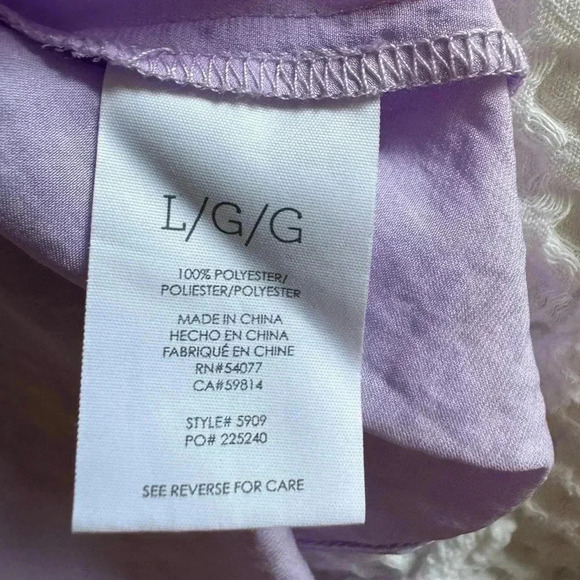 L/G/G
100% POLYESTER/
POLIESTER/POLYESTER
MADE IN CHINA
HECHO EN CHINA
FABRIQUÉ EN CHINE
RN#54077
CA#59814
STYLE# 5909
PO# 225240
SEE REVERSE FOR CARE